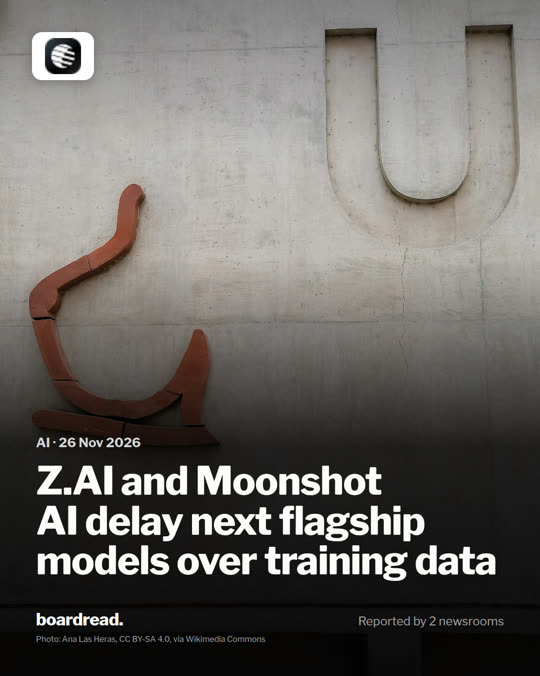 U
AI · 26 Nov 2026
Z.AI and Moonshot
AI delay next flagship
models over training data
boardread.
Reported by 2 newsrooms
Photo: Ana Las Heras, CC BY-SA 4.0, via Wikimedia Commons